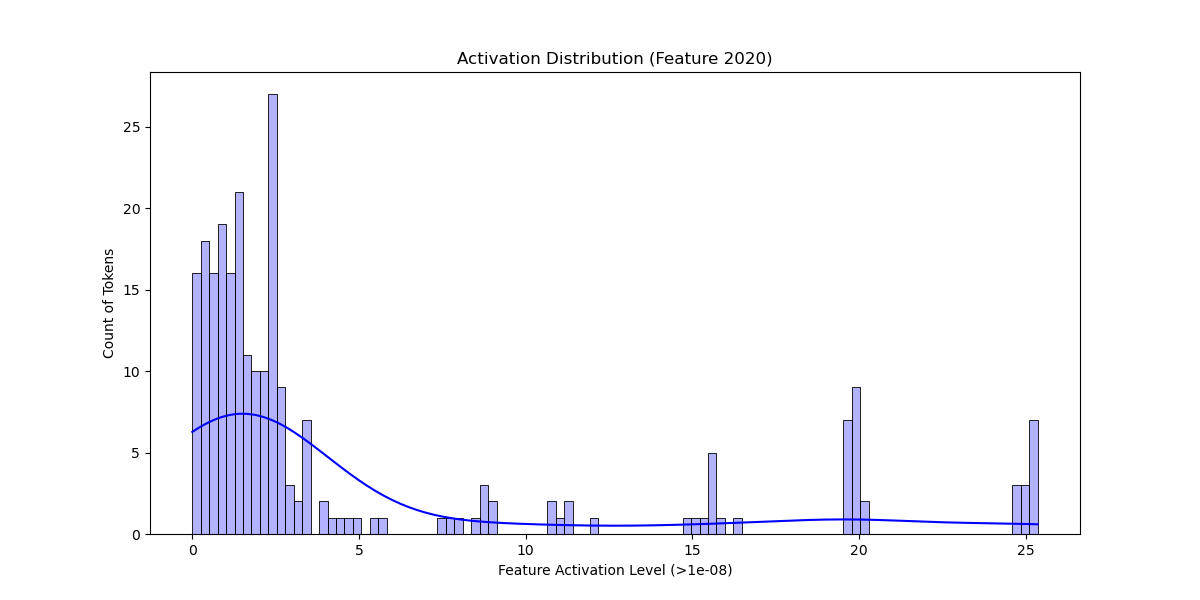 Activation Distribution (Feature 2020)
Count of Tokens
25
20
15
10
5
0
0 5 10 15 20 25
Feature Activation Level (>1e-08)